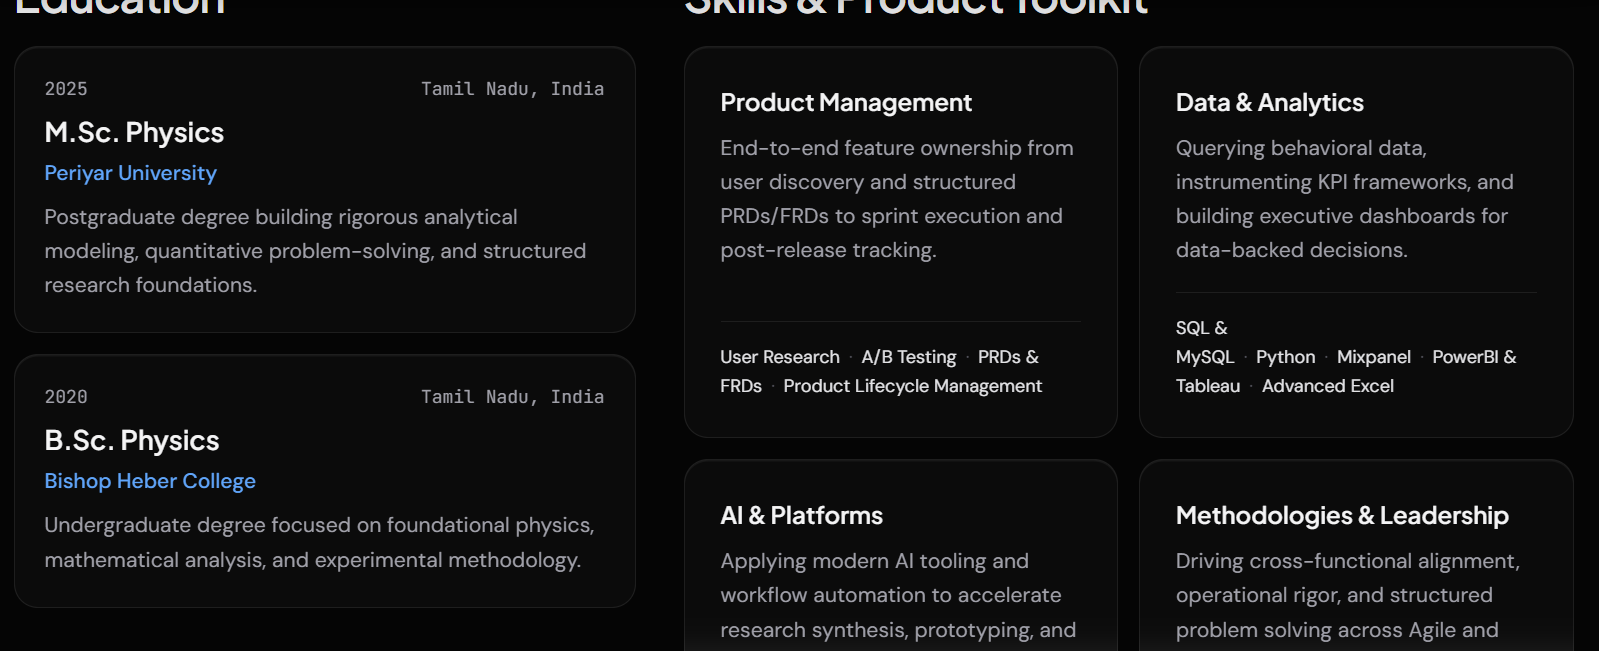 Education
2025
Tamil Nadu, India
M.Sc. Physics
Periyar University
Postgraduate degree building rigorous analytical
modeling, quantitative problem-solving, and structured
research foundations.
2020
Tamil Nadu, India
B.Sc. Physics
Bishop Heber College
Undergraduate degree focused on foundational physics,
mathematical analysis, and experimental methodology.
Skills & Product Toolkit
Product Management
End-to-end feature ownership from
user discovery and structured
PRDs/FRDs to sprint execution and
post-release tracking.
User Research · A/B Testing · PRDs &
FRDs · Product Lifecycle Management
Data & Analytics
Querying behavioral data,
instrumenting KPI frameworks, and
building executive dashboards for
data-backed decisions.
SQL &
MySQL · Python · Mixpanel · PowerBI &
Tableau · Advanced Excel
AI & Platforms
Applying modern AI tooling and
workflow automation to accelerate
research synthesis, prototyping, and
Methodologies & Leadership
Driving cross-functional alignment,
operational rigor, and structured
problem solving across Agile and